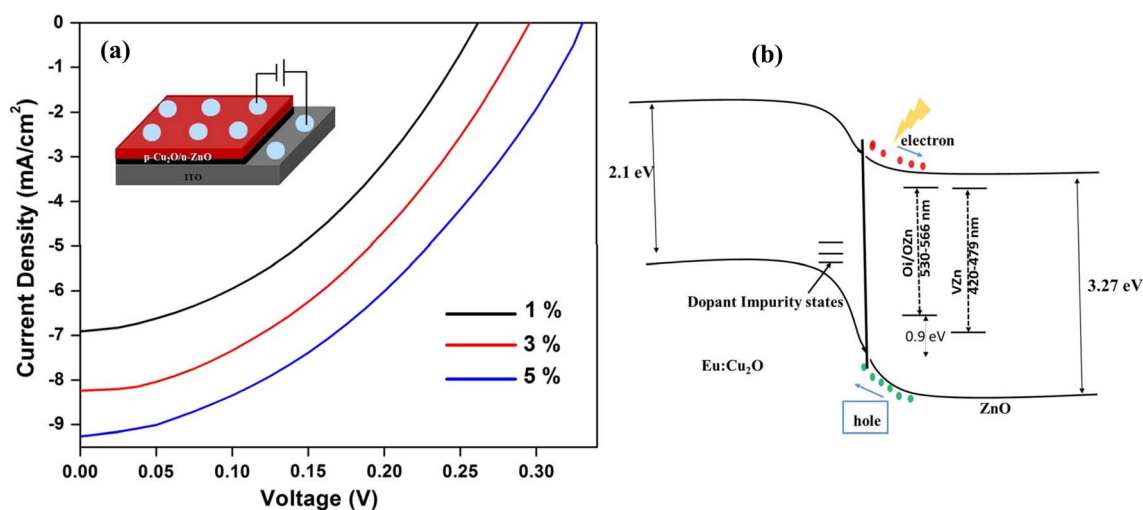 (a)
p-Cu₂O/n-ZnO
ITO
0
-1
-2
-3
-4
-5
-6
-7
-8
-9
Current Density (mA/cm²)
0.00 0.05 0.10 0.15 0.20 0.25 0.30
Voltage (V)
1 %
3 %
5 %
(b)
electron
2.1 eV
Oi/OZn
530-566 nm
VZn
420-479 nm
3.27 eV
Dopant Impurity states
0.9 eV
Eu:Cu₂O
ZnO
hole